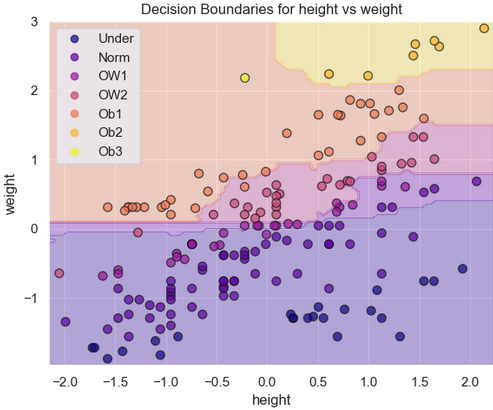 Decision Boundaries for height vs weight
3
2
1
0
−1
weight
Under
Norm
OW1
OW2
Ob1
Ob2
Ob3
−2.0 −1.5 −1.0 −0.5 0.0 0.5 1.0 1.5 2.0
height